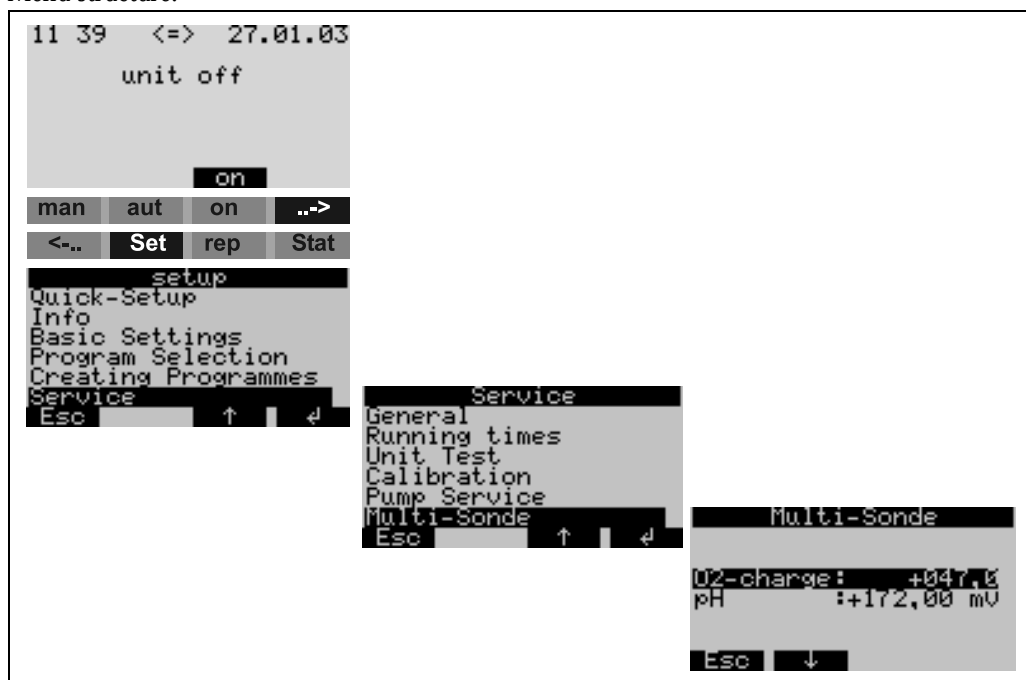 11 39 <=> 27.01.03
unit off
on
man aut on ..->
<-.. Set rep Stat
setup
Quick-Setup
Info
Basic Settings
Program Selection
Creating Programmes
Service
Esc ↑ ↲
Service
General
Running times
Unit Test
Calibration
Pump Service
Multi-Sonde
Esc ↑ ↲
Multi-Sonde
O2-charge: +047,0
pH :+172,00 mV
Esc ↓